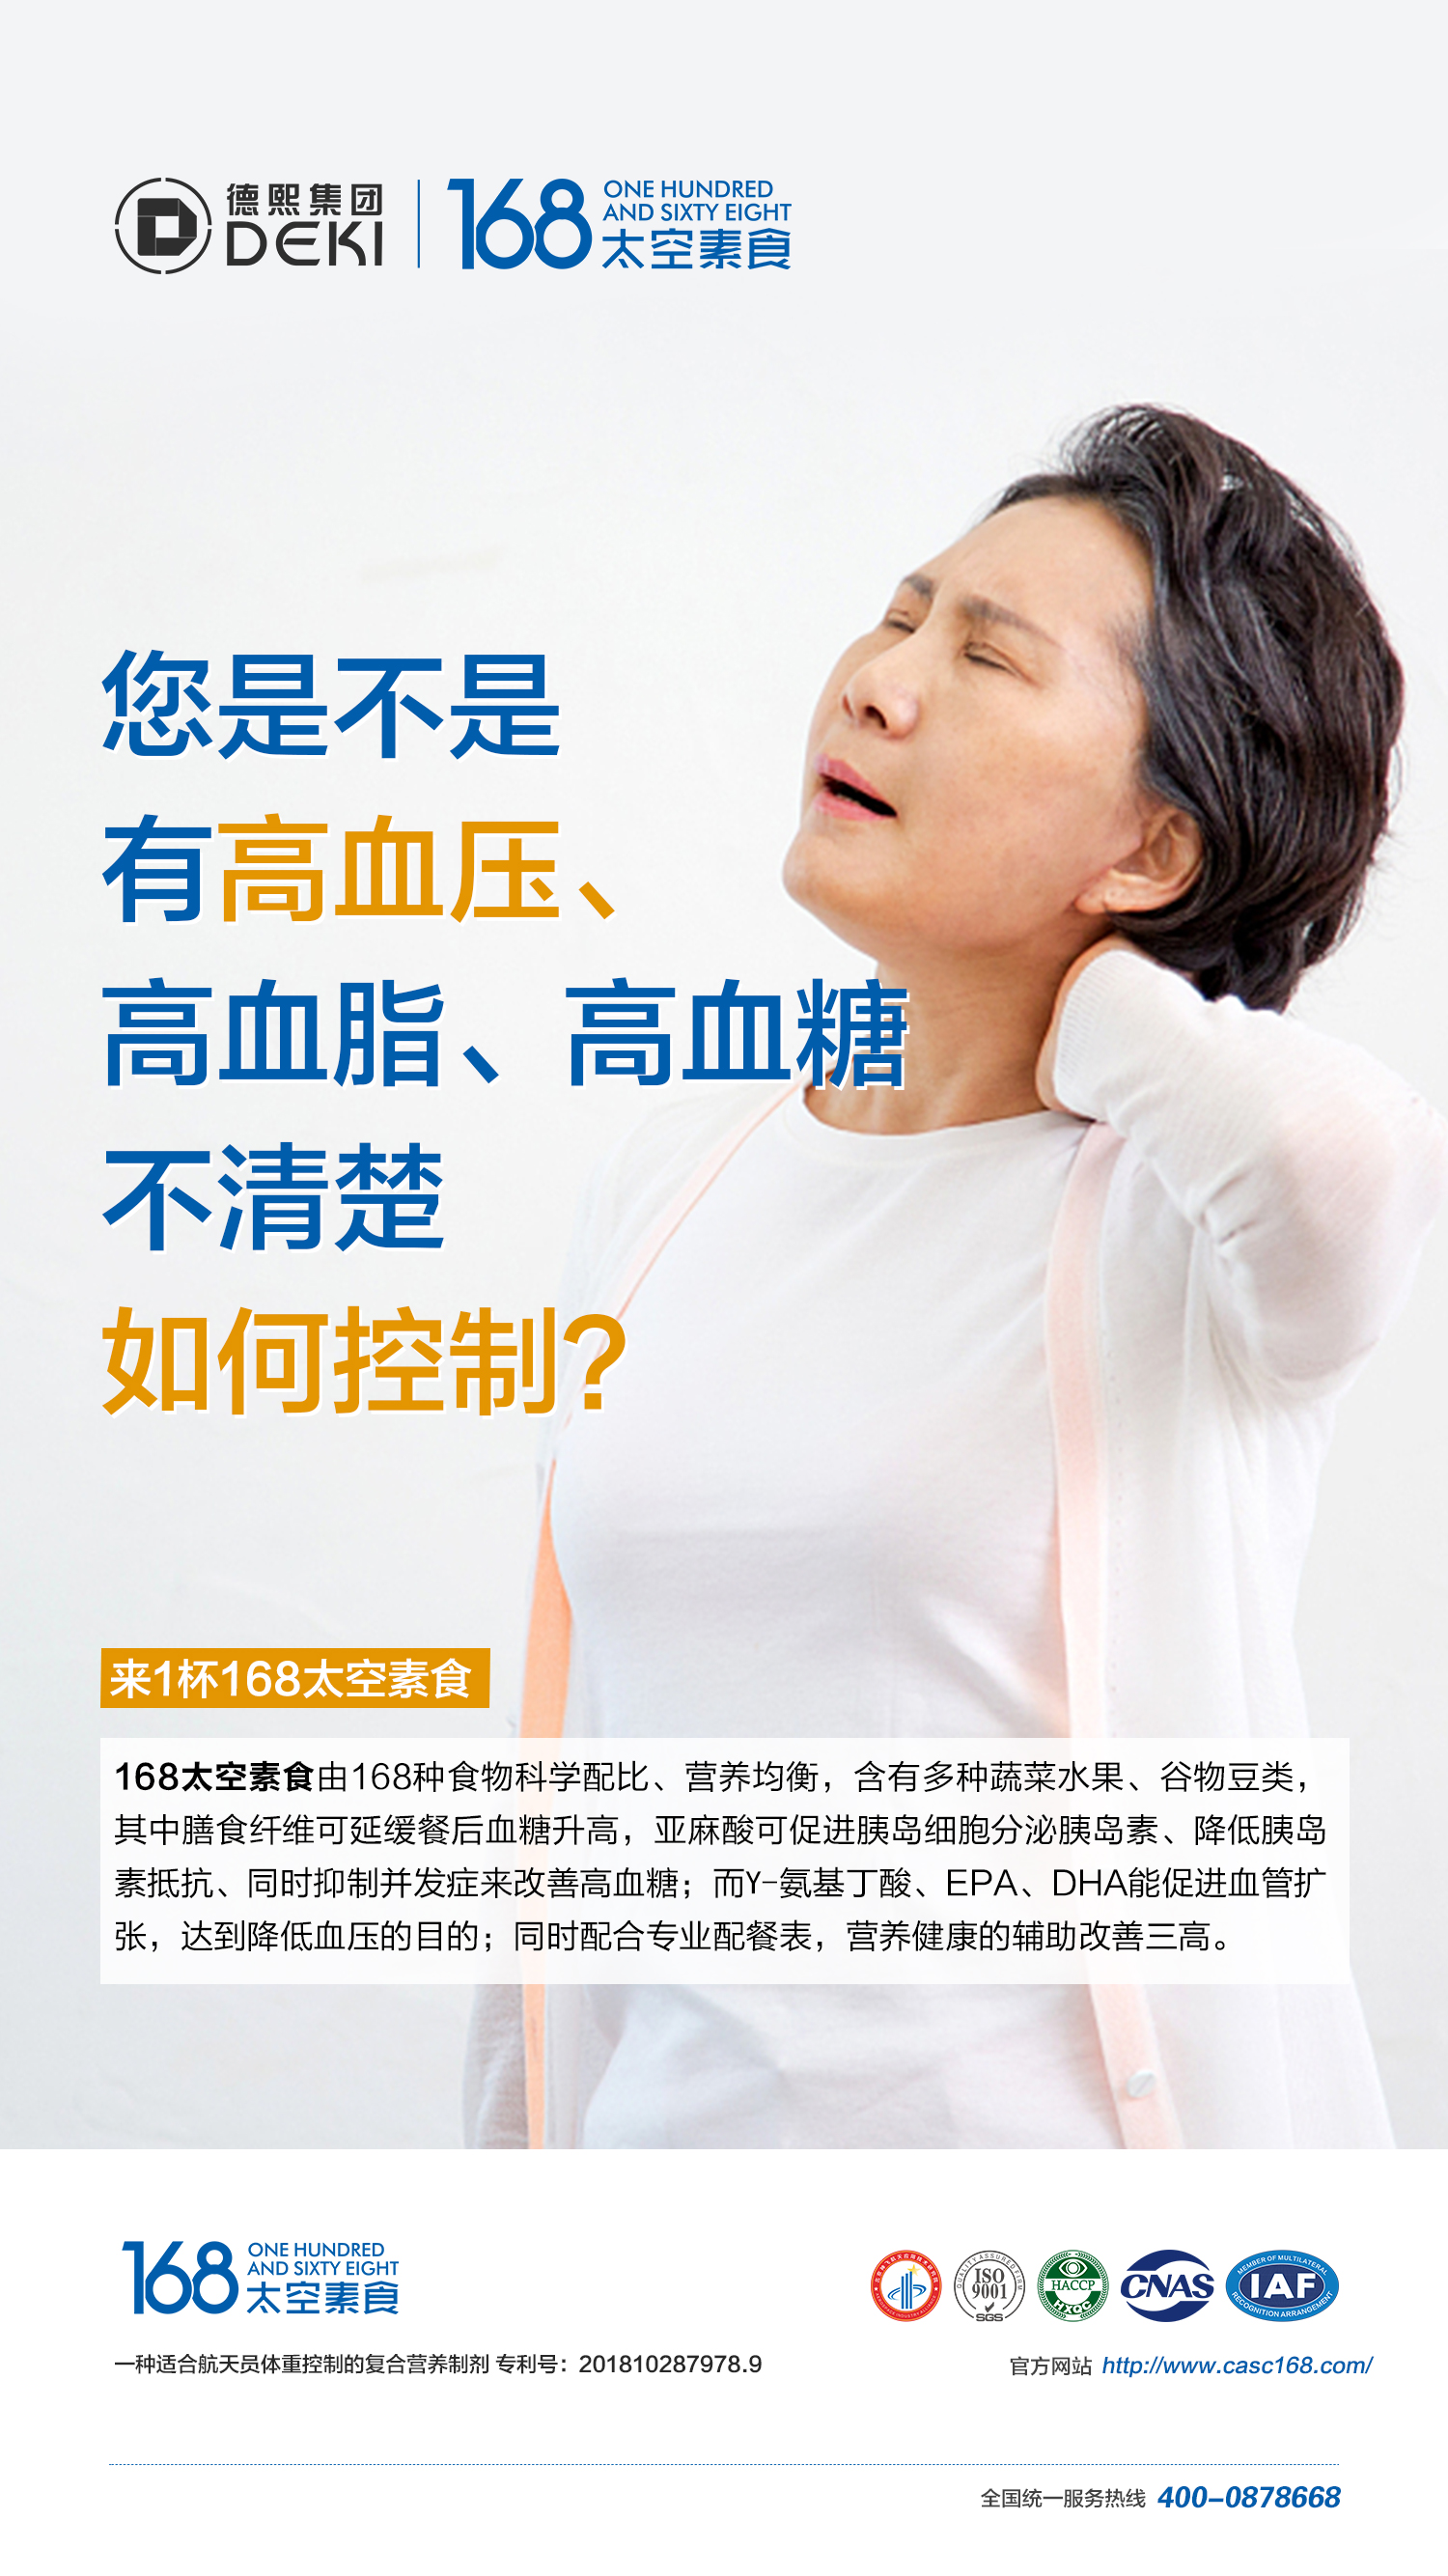 德熙集团
DEKI
168
ONE HUNDRED
AND SIXTY EIGHT
太空素食
您是不是
有高血压、
高血脂、高血糖
不清楚
如何控制?
来1杯168太空素食
168太空素食由168种食物科学配比、营养均衡，含有多种蔬菜水果、谷物豆类，
其中膳食纤维可延缓餐后血糖升高，亚麻酸可促进胰岛细胞分泌胰岛素、降低胰岛
素抵抗、同时抑制并发症来改善高血糖；而Y-氨基丁酸、EPA、DHA能促进血管扩
张，达到降低血压的目的；同时配合专业配餐表，营养健康的辅助改善三高。
168
ONE HUNDRED
AND SIXTY EIGHT
太空素食
QUALITY ASSURED FIRM
ISO
9001
SGS
HACCP
HXQC
CNAS
MEMBER OF MULTILATERAL
IAF
RECOGNITION ARRANGEMENT
一种适合航天员体重控制的复合营养制剂 专利号：201810287978.9
官方网站 http://www.casc168.com/
全国统一服务热线 400-0878668